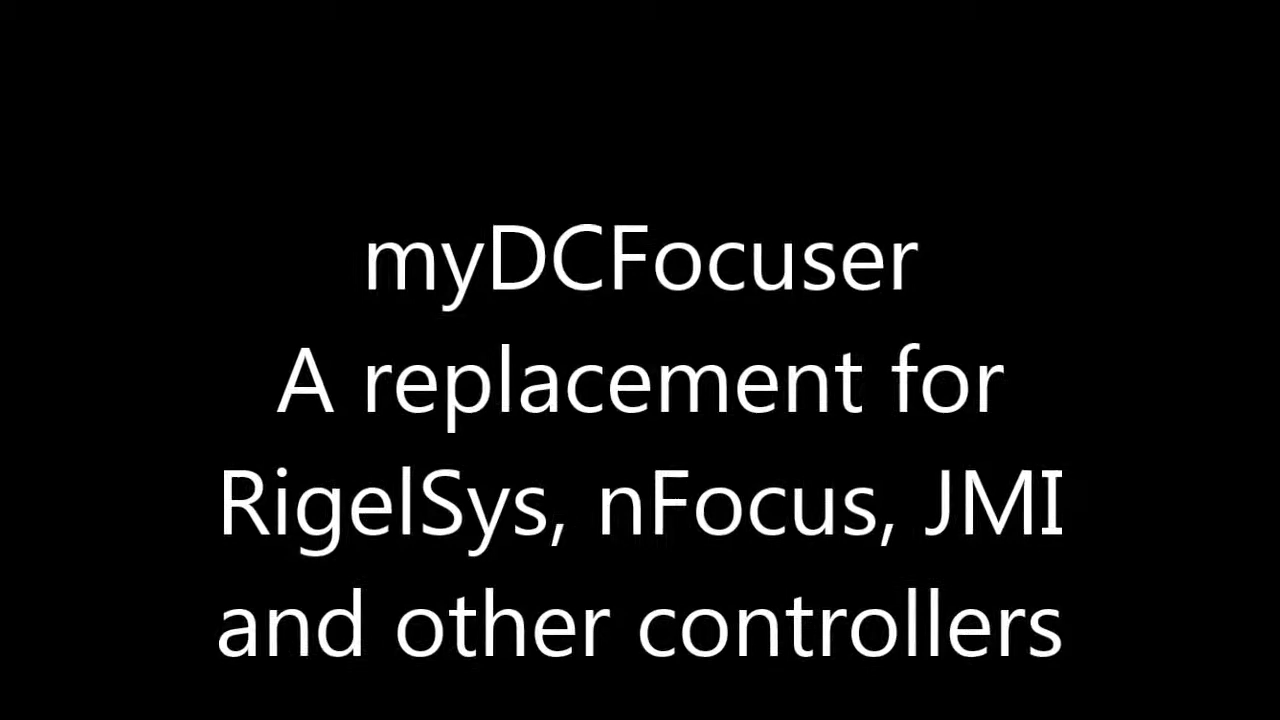 myDCFocuser
A replacement for
RigelSys, nFocus, JMI
and other controllers